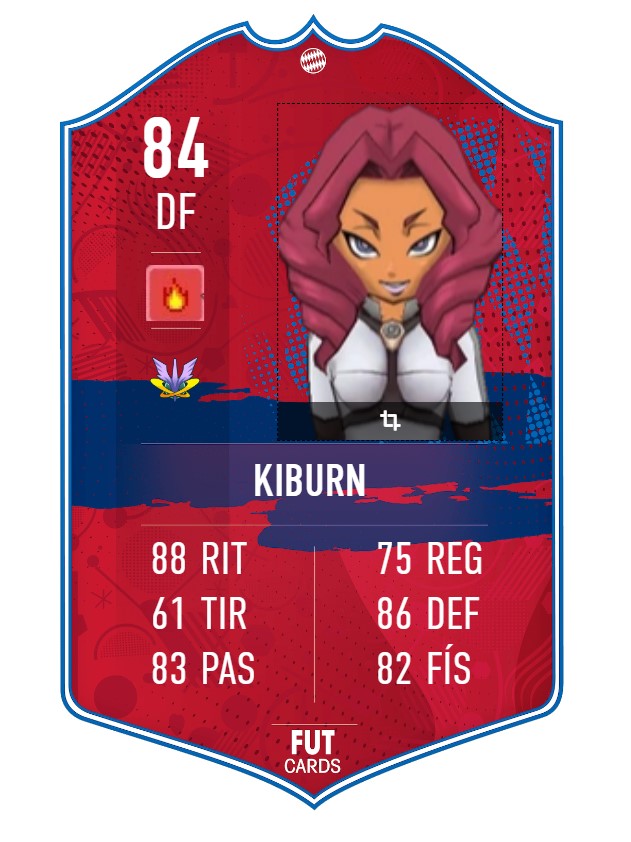 84
DF
KIBURN
88 RIT
61 TIR
83 PAS
75 REG
86 DEF
82 FÍS
FUT
CARDS